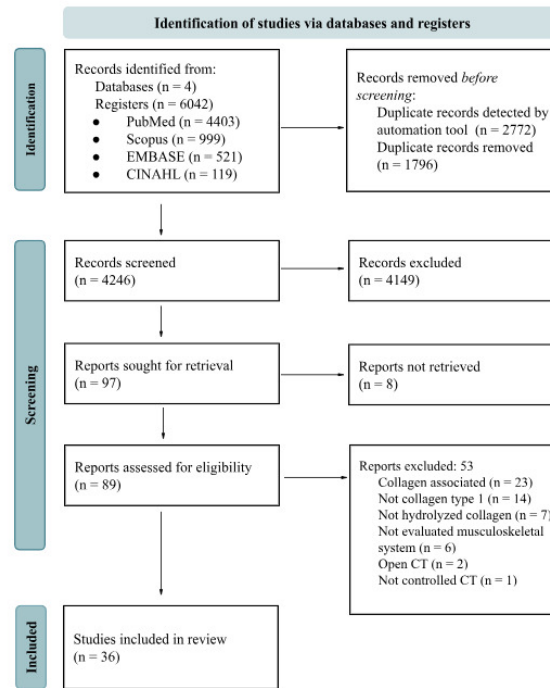 Identification of studies via databases and registers
Identification
Records identified from:
Databases (n = 4)
Registers (n = 6042)
● PubMed (n = 4403)
● Scopus (n = 999)
● EMBASE (n = 521)
● CINAHL (n = 119)
Records removed before
screening:
Duplicate records detected by
automation tool (n = 2772)
Duplicate records removed
(n = 1796)
Screening
Records screened
(n = 4246)
Records excluded
(n = 4149)
Reports sought for retrieval
(n = 97)
Reports not retrieved
(n = 8)
Reports assessed for eligibility
(n = 89)
Reports excluded: 53
Collagen associated (n = 23)
Not collagen type 1 (n = 14)
Not hydrolyzed collagen (n = 7)
Not evaluated musculoskeletal
system (n = 6)
Open CT (n = 2)
Not controlled CT (n = 1)
Included
Studies included in review
(n = 36)